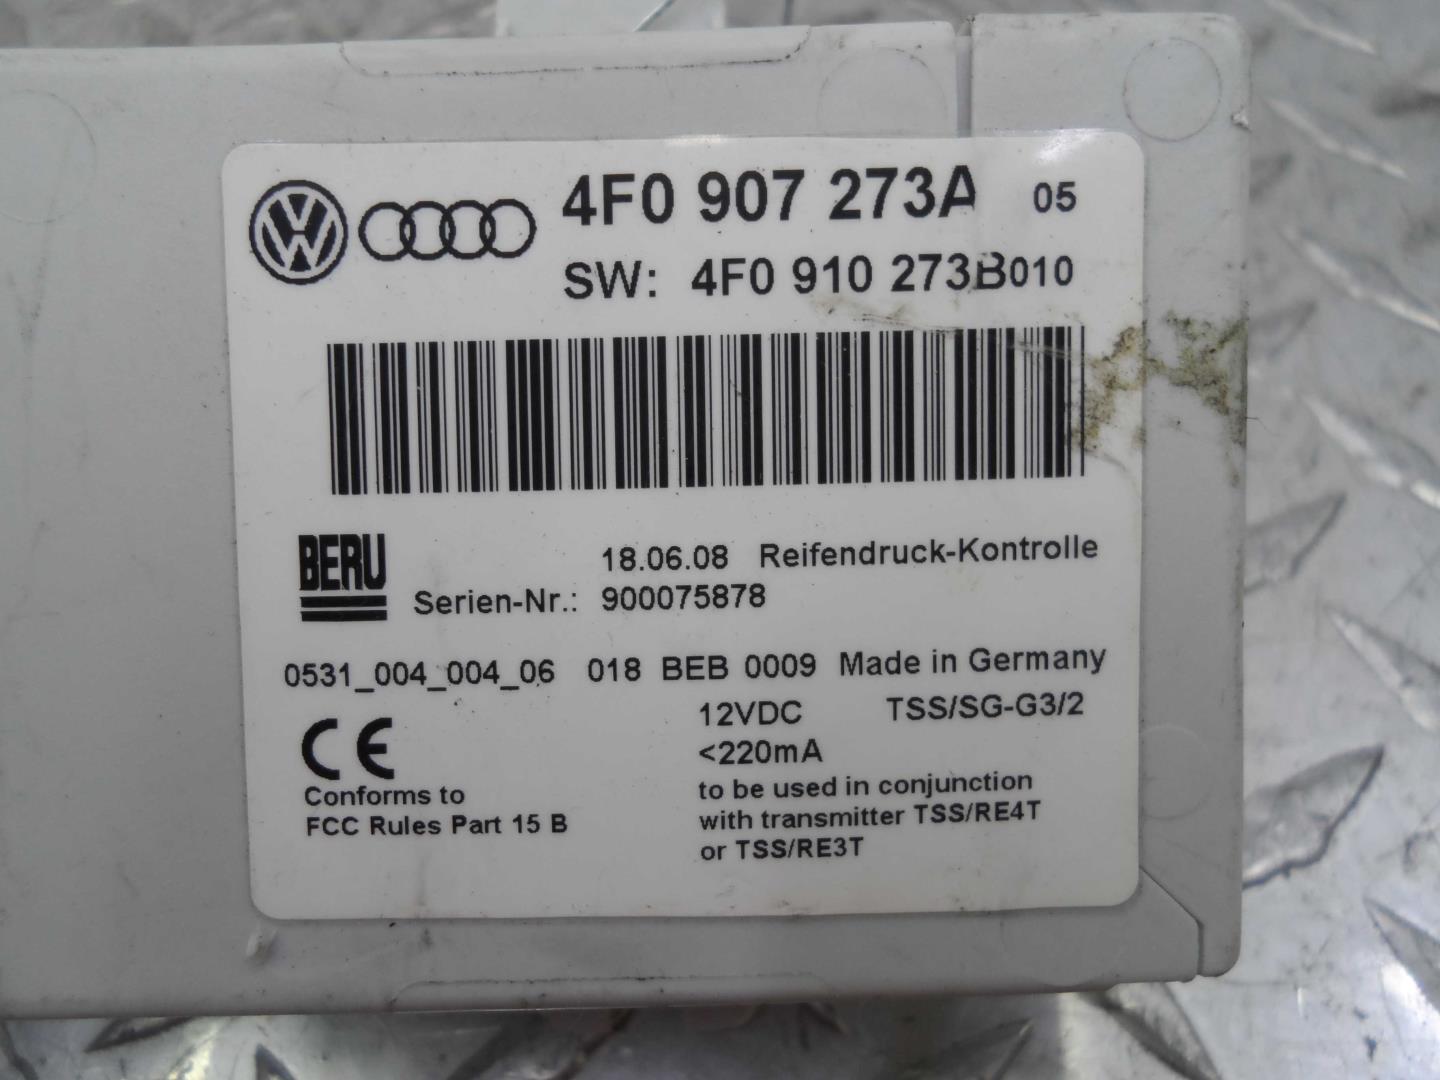 4F0 907 273A 05
SW: 4F0 910 273B010
BERU
18.06.08 Reifendruck-Kontrolle
Serien-Nr.: 900075878
0531_004_004_06 018 BEB 0009 Made in Germany
12VDC TSS/SG-G3/2
CE
<220mA
Conforms to
FCC Rules Part 15 B
to be used in conjunction
with transmitter TSS/RE4T
or TSS/RE3T